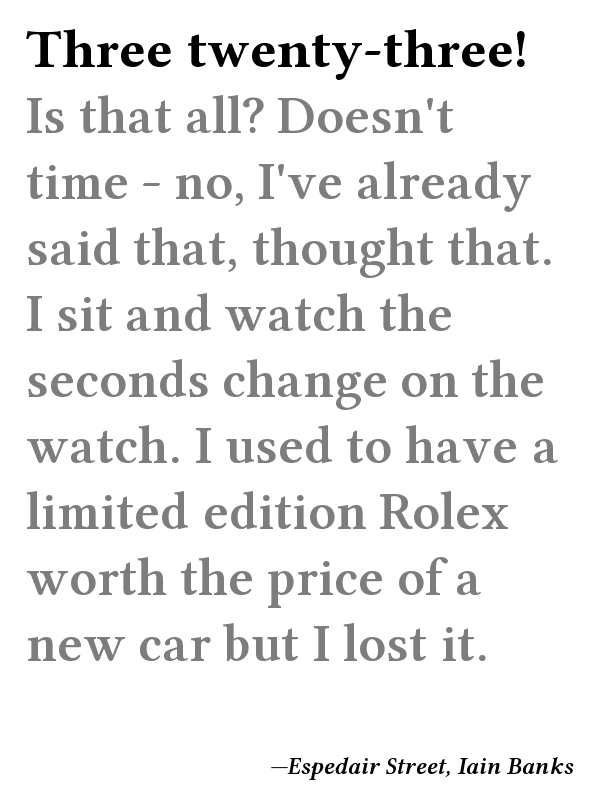 Three twenty-three!
Is that all? Doesn't
time - no, I've already
said that, thought that.
I sit and watch the
seconds change on the
watch. I used to have a
limited edition Rolex
worth the price of a
new car but I lost it.
—Espedair Street, Iain Banks